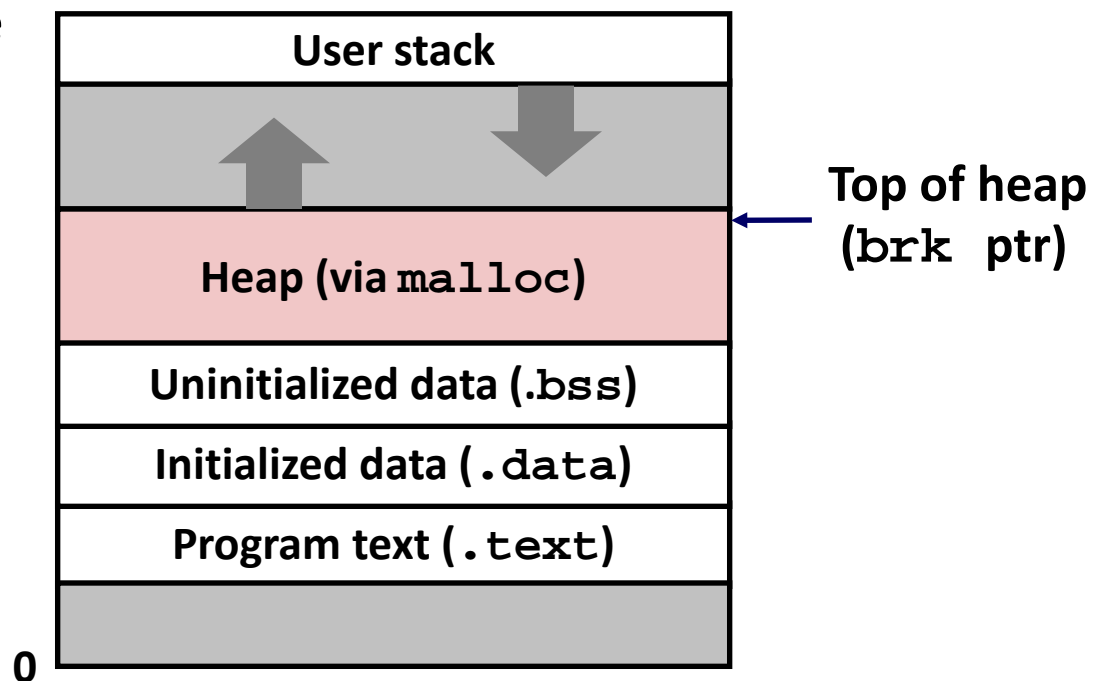 e
User stack
Top of heap
(brk ptr)
Heap (via malloc)
Uninitialized data (.bss)
Initialized data (.data)
Program text (.text)
0